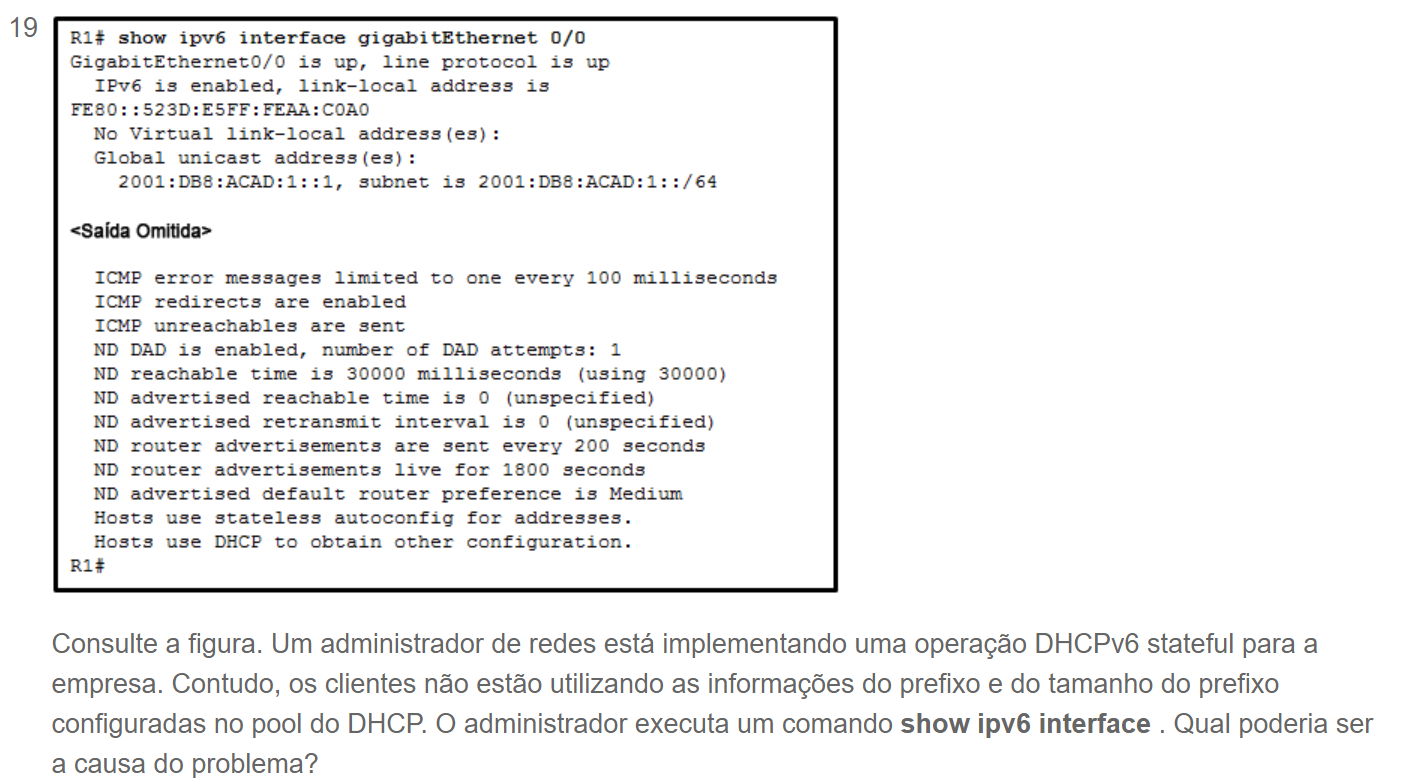 19
R1# show ipv6 interface gigabitEthernet 0/0
GigabitEthernet0/0 is up, line protocol is up
IPv6 is enabled, link-local address is
FE80::523D:E5FF:FEAA:C0A0
No Virtual link-local address(es):
Global unicast address(es):
2001:DB8:ACAD:1::1, subnet is 2001:DB8:ACAD:1::/64
<Saída Omitida>
ICMP error messages limited to one every 100 milliseconds
ICMP redirects are enabled
ICMP unreachables are sent
ND DAD is enabled, number of DAD attempts: 1
ND reachable time is 30000 milliseconds (using 30000)
ND advertised reachable time is 0 (unspecified)
ND advertised retransmit interval is 0 (unspecified)
ND router advertisements are sent every 200 seconds
ND router advertisements live for 1800 seconds
ND advertised default router preference is Medium
Hosts use stateless autoconfig for addresses.
Hosts use DHCP to obtain other configuration.
R1#
Consulte a figura. Um administrador de redes está implementando uma operação DHCPv6 stateful para a
empresa. Contudo, os clientes não estão utilizando as informações do prefixo e do tamanho do prefixo
configuradas no pool do DHCP. O administrador executa um comando show ipv6 interface . Qual poderia ser
a causa do problema?